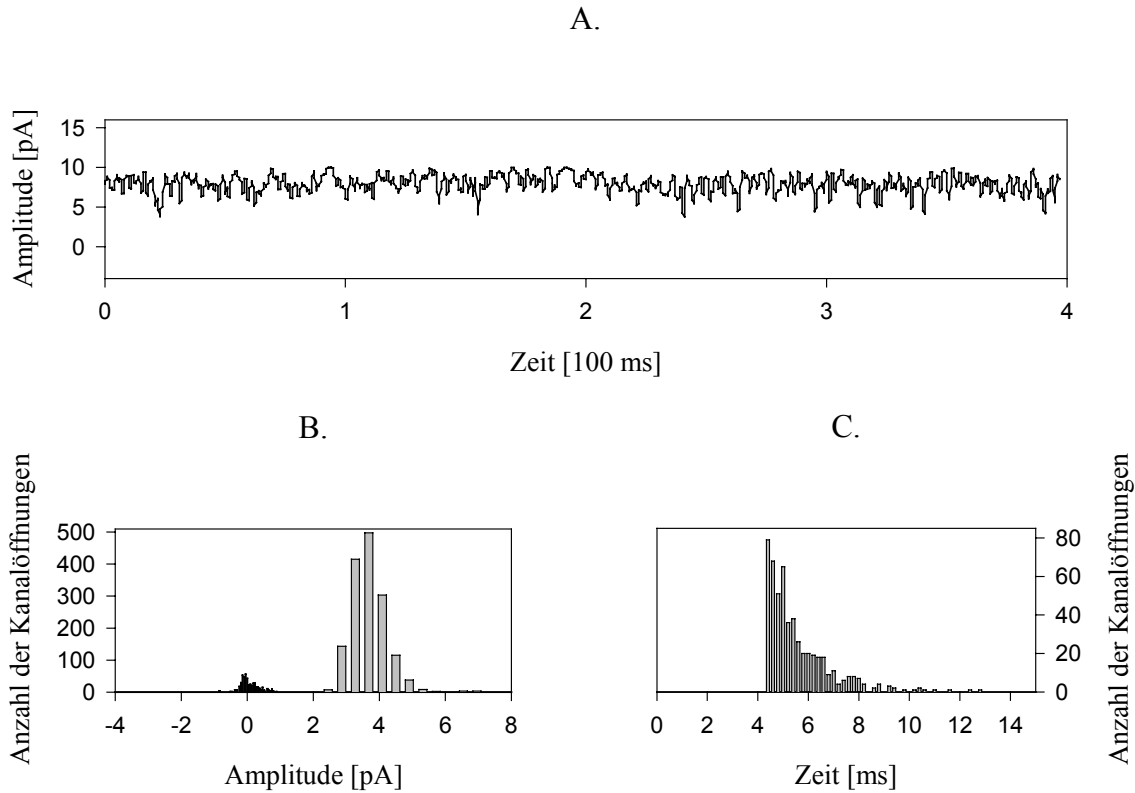 A.
Amplitude [pA]
15
10
5
0
0 1 2 3 4
Zeit [100 ms]
B.
Anzahl der Kanalöffnungen
500
400
300
200
100
0
-4 -2 0 2 4 6 8
Amplitude [pA]
C.
80
60
40
20
0
Anzahl der Kanalöffnungen
0 2 4 6 8 10 12 14
Zeit [ms]